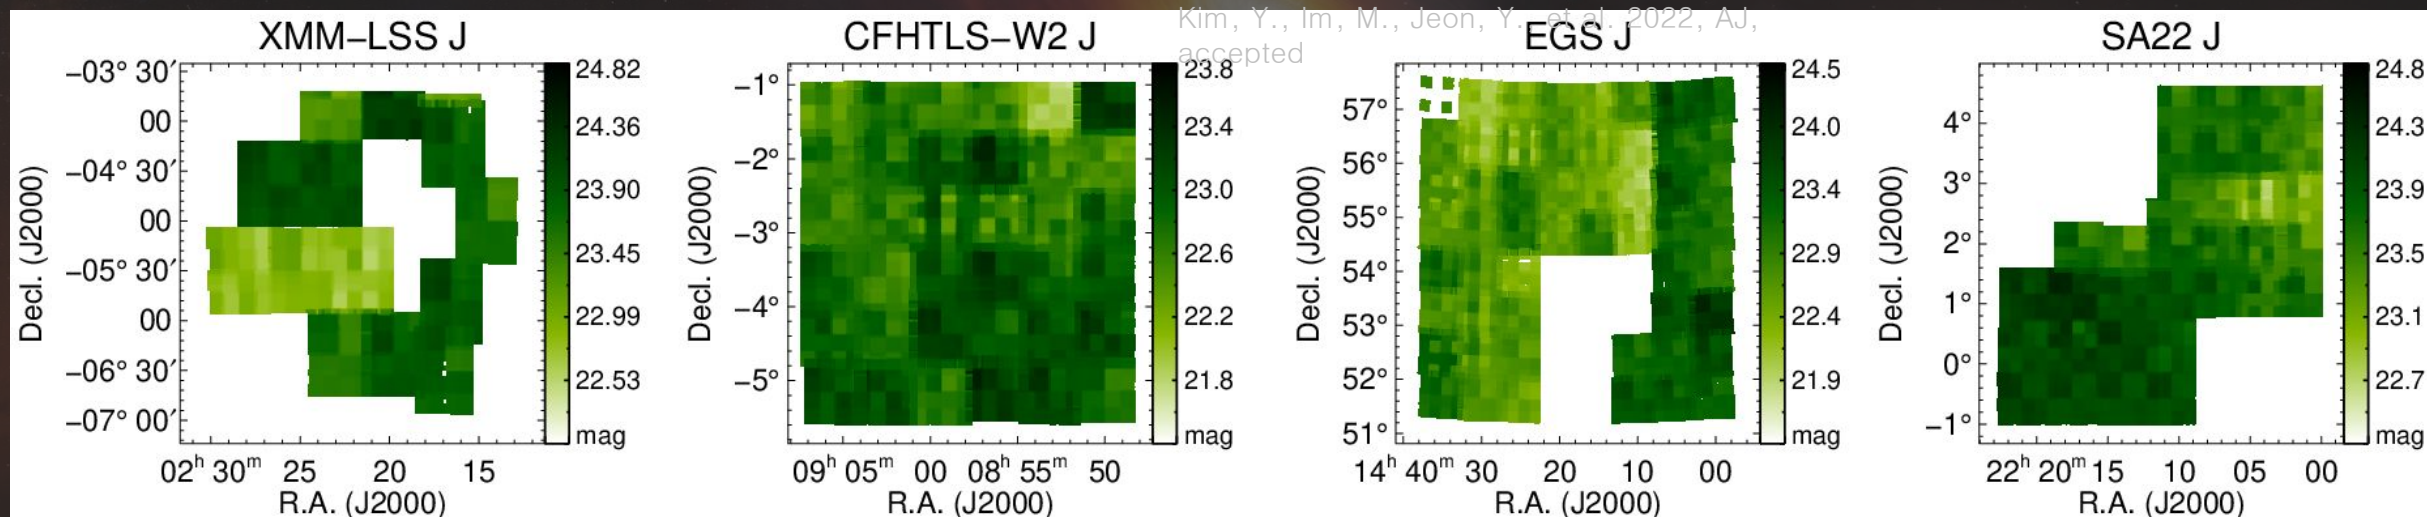 Kim, Y., Im, M., Jeon, Y., et al. 2022, AJ,
accepted
XMM–LSS J
−03° 30′
00
−04° 30′
00
−05° 30′
00
−06° 30′
−07° 00′
Decl. (J2000)
02ʰ 30ᵐ 25 20 15
R.A. (J2000)
24.82
24.36
23.90
23.45
22.99
22.53
mag
CFHTLS–W2 J
−1°
−2°
−3°
−4°
−5°
Decl. (J2000)
09ʰ 05ᵐ 00 08ʰ 55ᵐ 50
R.A. (J2000)
23.8
23.4
23.0
22.6
22.2
21.8
mag
EGS J
57°
56°
55°
54°
53°
52°
51°
Decl. (J2000)
14ʰ 40ᵐ 30 20 10 00
R.A. (J2000)
24.5
24.0
23.4
22.9
22.4
21.9
mag
SA22 J
4°
3°
2°
1°
0°
−1°
Decl. (J2000)
22ʰ 20ᵐ 15 10 05 00
R.A. (J2000)
24.8
24.3
23.9
23.5
23.1
22.7
mag